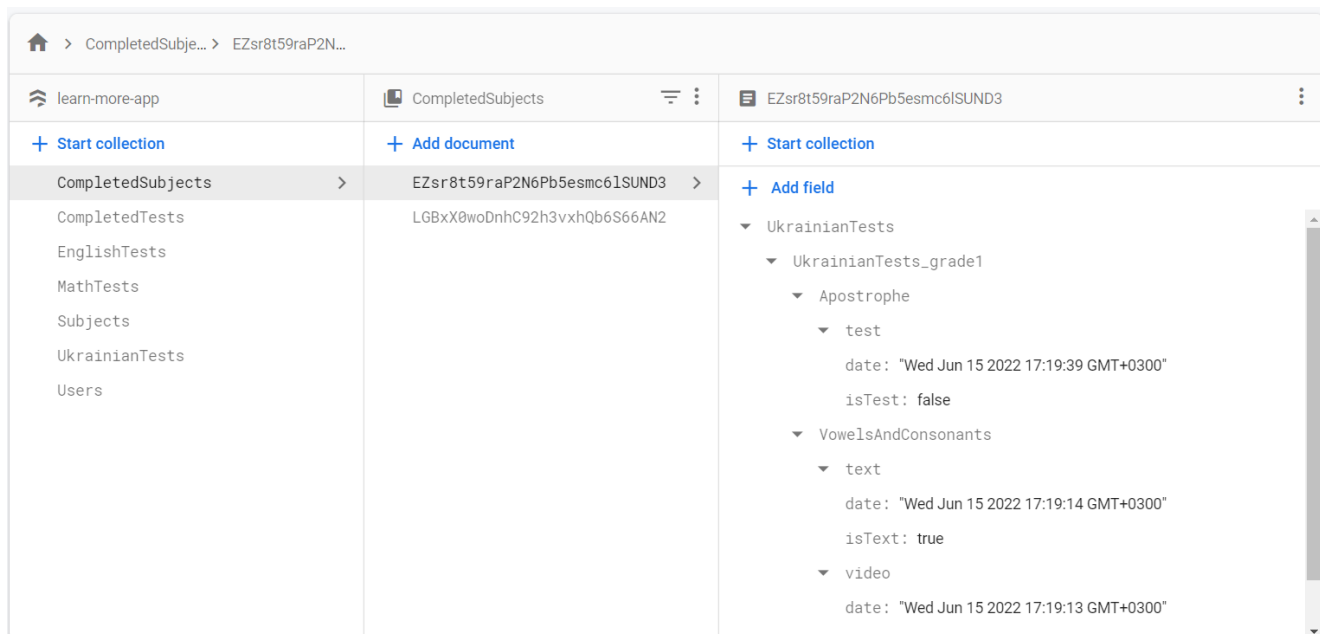 CompletedSubje... > EZsr8t59raP2N...
learn-more-app
+ Start collection
CompletedSubjects
CompletedTests
EnglishTests
MathTests
Subjects
UkrainianTests
Users
CompletedSubjects
+ Add document
EZsr8t59raP2N6Pb5esmc6lSUND3
LGBxX0woDnhC92h3vxhQb6S66AN2
EZsr8t59raP2N6Pb5esmc6lSUND3
+ Start collection
+ Add field
UkrainianTests
UkrainianTests_grade1
Apostrophe
test
date: "Wed Jun 15 2022 17:19:39 GMT+0300"
isTest: false
VowelsAndConsonants
text
date: "Wed Jun 15 2022 17:19:14 GMT+0300"
isText: true
video
date: "Wed Jun 15 2022 17:19:13 GMT+0300"